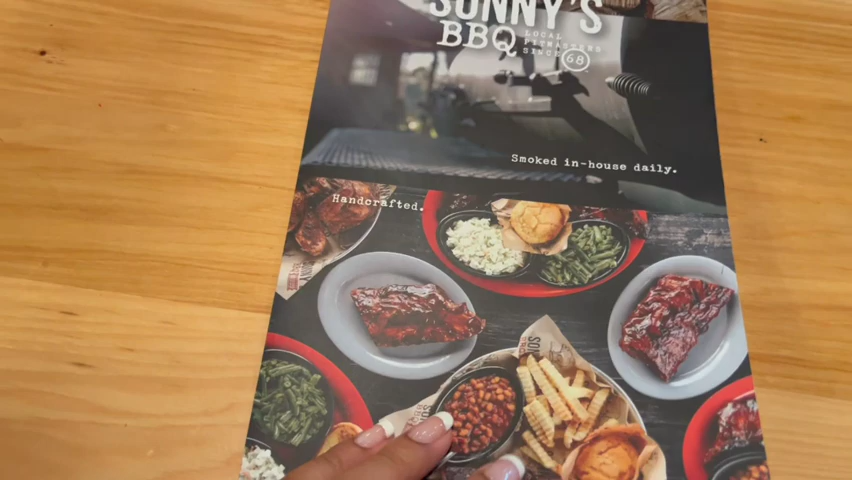 SONNY'S
BBQ
LOCAL
PITMASTERS
SINCE 68
Smoked in-house daily.
Handcrafted.